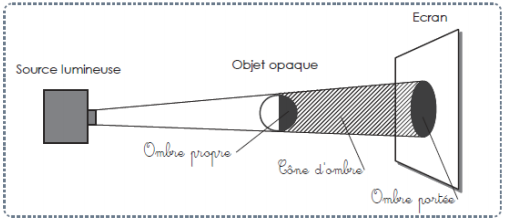 Ecran
Source lumineuse
Objet opaque
Ombre propre
Cône d'ombre
Ombre portée